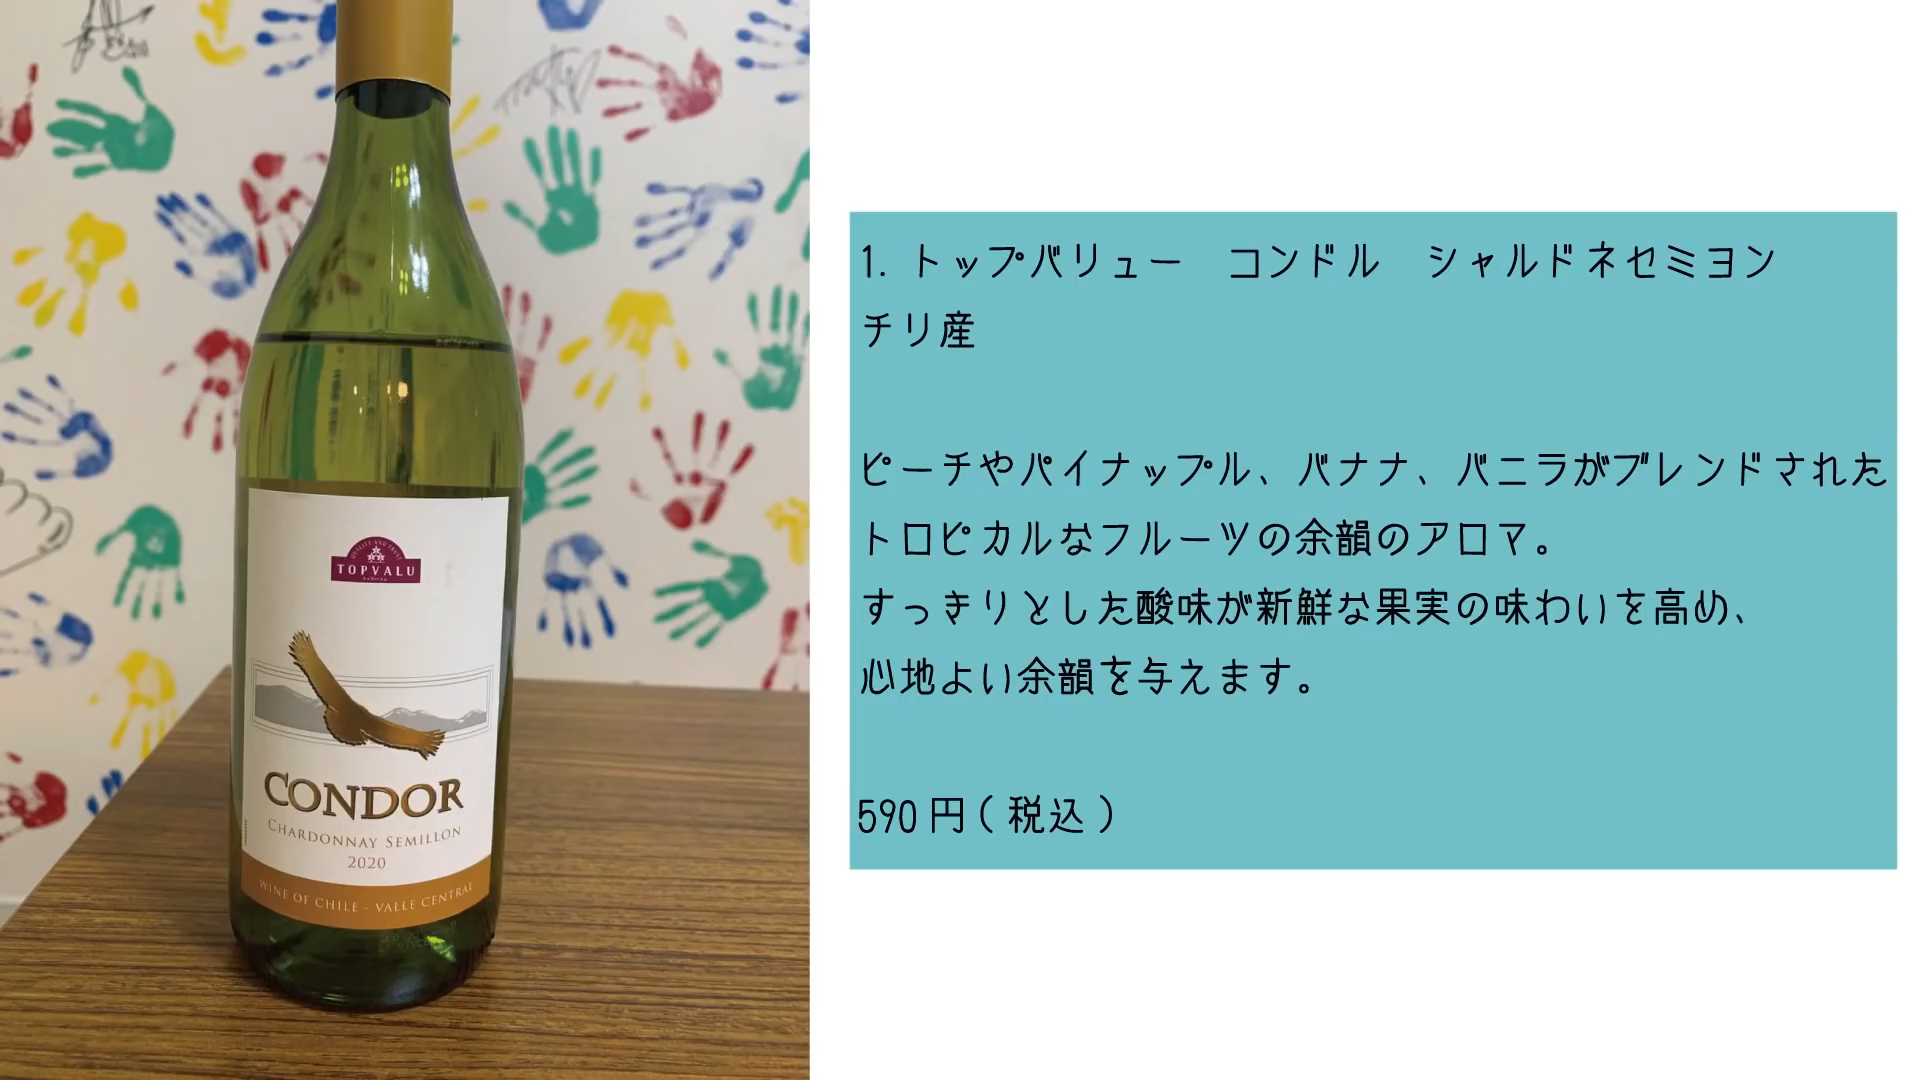 QUALITY AND TRUST
TOPVALU
CONDOR
CHARDONNAY SEMILLON
2020
WINE OF CHILE - VALLE CENTRAL
1. トップバリュー　コンドル　シャルドネセミヨン
チリ産
ピーチやパイナップル、バナナ、バニラがブレンドされた
トロピカルなフルーツの余韻のアロマ。
すっきりとした酸味が新鮮な果実の味わいを高め、
心地よい余韻を与えます。
590 円 ( 税込 )